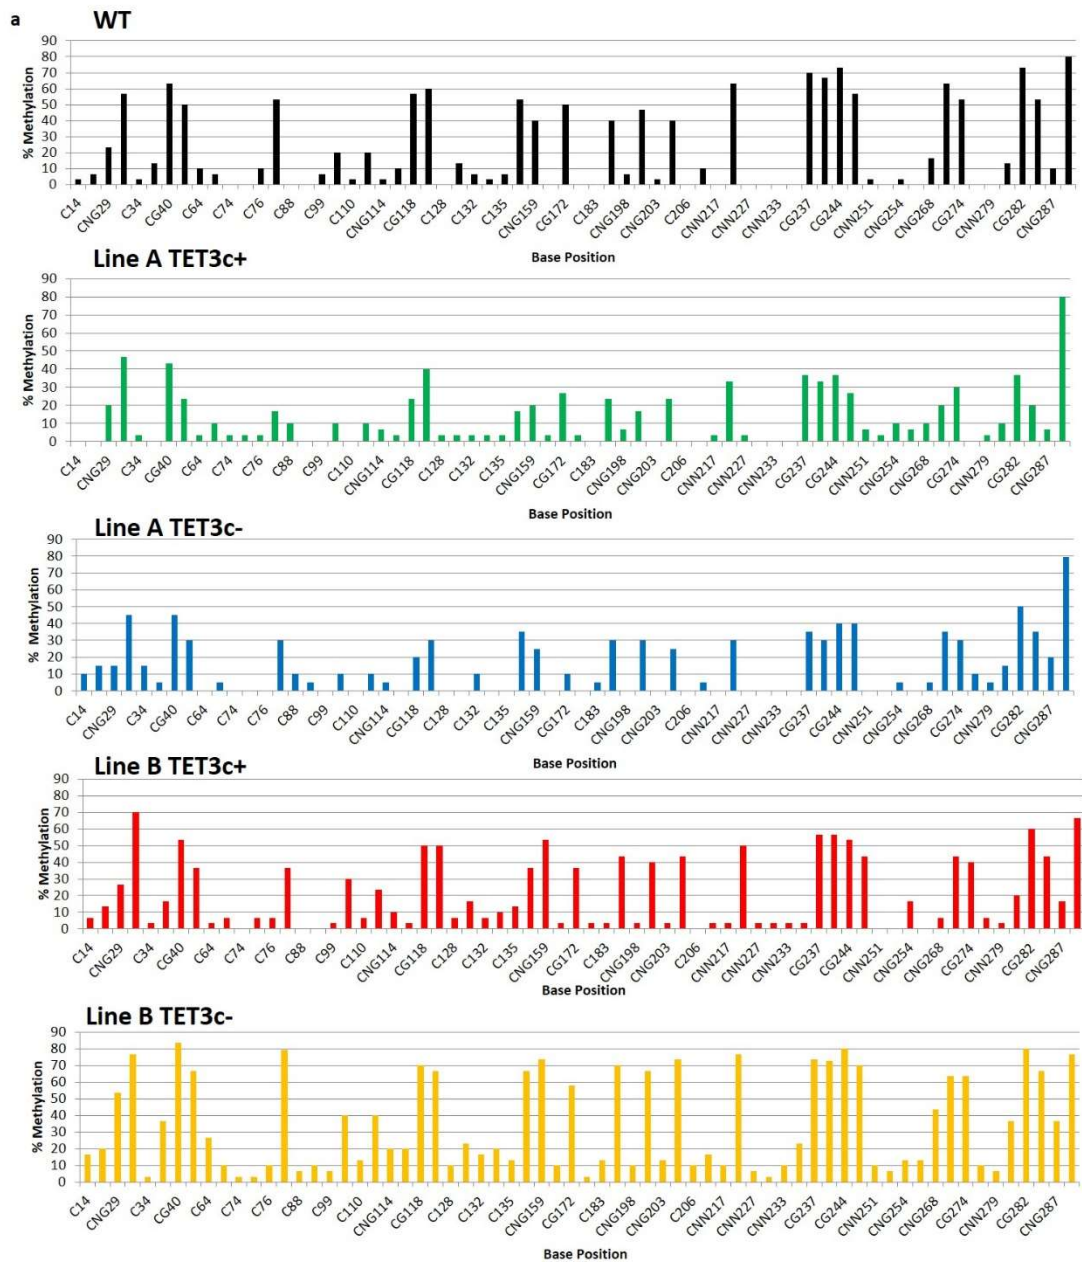 a
WT
% Methylation
90
80
70
60
50
40
30
20
10
0
C14 CNG29 C34 CG40 C64 C74 C76 C88 C99 C110 CNG114 CG118 C128 C132 C135 CNG159 CG172 C183 CNG198 CNG203 C206 CNN217 CNN227 CNN233 CG237 CG244 CNN251 CNG254 CNG268 CG274 CNN279 CG282 CNG287
Base Position
Line A TET3c+
% Methylation
90
80
70
60
50
40
30
20
10
0
C14 CNG29 C34 CG40 C64 C74 C76 C88 C99 C110 CNG114 CG118 C128 C132 C135 CNG159 CG172 C183 CNG198 CNG203 C206 CNN217 CNN227 CNN233 CG237 CG244 CNN251 CNG254 CNG268 CG274 CNN279 CG282 CNG287
Base Position
Line A TET3c-
% Methylation
90
80
70
60
50
40
30
20
10
0
C14 CNG29 C34 CG40 C64 C74 C76 C88 C99 C110 CNG114 CG118 C128 C132 C135 CNG159 CG172 C183 CNG198 CNG203 C206 CNN217 CNN227 CNN233 CG237 CG244 CNN251 CNG254 CNG268 CG274 CNN279 CG282 CNG287
Base Position
Line B TET3c+
% Methylation
90
80
70
60
50
40
30
20
10
0
C14 CNG29 C34 CG40 C64 C74 C76 C88 C99 C110 CNG114 CG118 C128 C132 C135 CNG159 CG172 C183 CNG198 CNG203 C206 CNN217 CNN227 CNN233 CG237 CG244 CNN251 CNG254 CNG268 CG274 CNN279 CG282 CNG287
Base Position
Line B TET3c-
% Methylation
90
80
70
60
50
40
30
20
10
0
C14 CNG29 C34 CG40 C64 C74 C76 C88 C99 C110 CNG114 CG118 C128 C132 C135 CNG159 CG172 C183 CNG198 CNG203 C206 CNN217 CNN227 CNN233 CG237 CG244 CNN251 CNG254 CNG268 CG274 CNN279 CG282 CNG287
Base Position